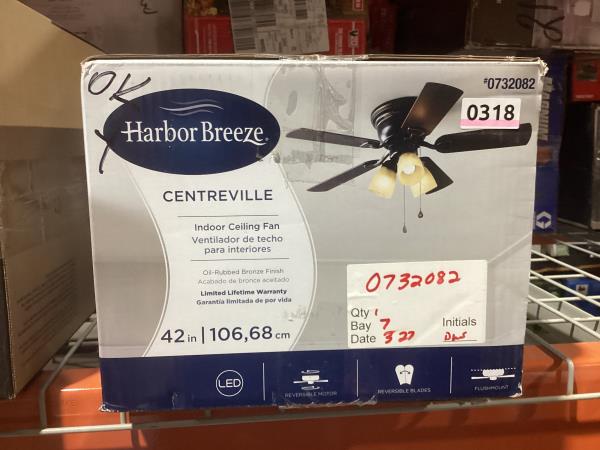 OK
Harbor Breeze
#0732082
0318
CENTREVILLE
Indoor Ceiling Fan
Ventilador de techo
para interiores
Oil-Rubbed Bronze Finish
Acabado de bronce aceitado
Limited Lifetime Warranty
Garantía limitada de por vida
42 in | 106,68 cm
0732082
Qty 1
Bay 7
Initials
Date 3 27
LED
REVERSIBLE MOTOR
REVERSIBLE BLADES
FLUSHMOUNT